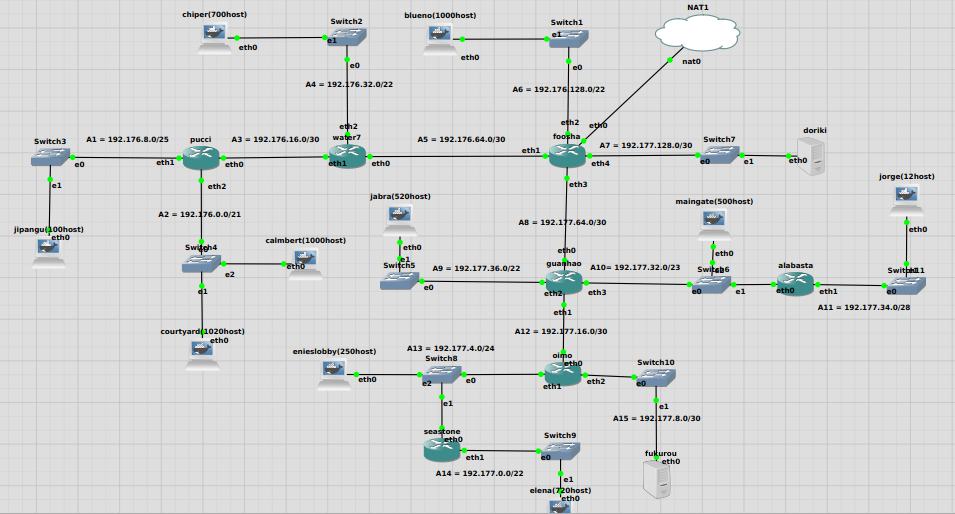 NAT1
chiper(700host)
blueno(1000host)
Switch2
Switch1
e1
e1
eth0
eth0
nat0
e0
e0
A4 = 192.176.32.0/22
A6 = 192.176.128.0/22
eth2
eth2
eth0
doriki
Switch3
A1 = 192.176.8.0/25
pucci
A3 = 192.176.16.0/30
water7
A5 = 192.176.64.0/30
foosha
A7 = 192.177.128.0/30
Switch7
e0
eth1
eth0
eth1
eth0
eth1
eth4
e0
e1
eth0
e1
eth2
eth3
jorge(12host)
jabra(520host)
maingate(500host)
A2 = 192.176.0.0/21
A8 = 192.177.64.0/30
jipangu(100host)
eth0
calmbert(1000host)
eth0
eth0
eth0
eth0
Switch4
e2
eth0
e1
Switch5
A9 = 192.177.36.0/22
guanhao
A10= 192.177.32.0/23
Switch6
alabasta
Switch11
e1
e0
eth2
eth3
e0
e1
eth0
eth1
e0
A11 = 192.177.34.0/28
eth1
courtyard(1020host)
eth0
A12 = 192.177.16.0/30
enieslobby(250host)
A13 = 192.177.4.0/24
Switch8
oimo
eth0
Switch10
eth0
e2
e0
eth1
eth2
e0
e1
e1
A15 = 192.177.8.0/30
seastone
eth0
Switch9
eth1
e0
fukurou
eth0
A14 = 192.177.0.0/22
e1
elena(720host)
eth0